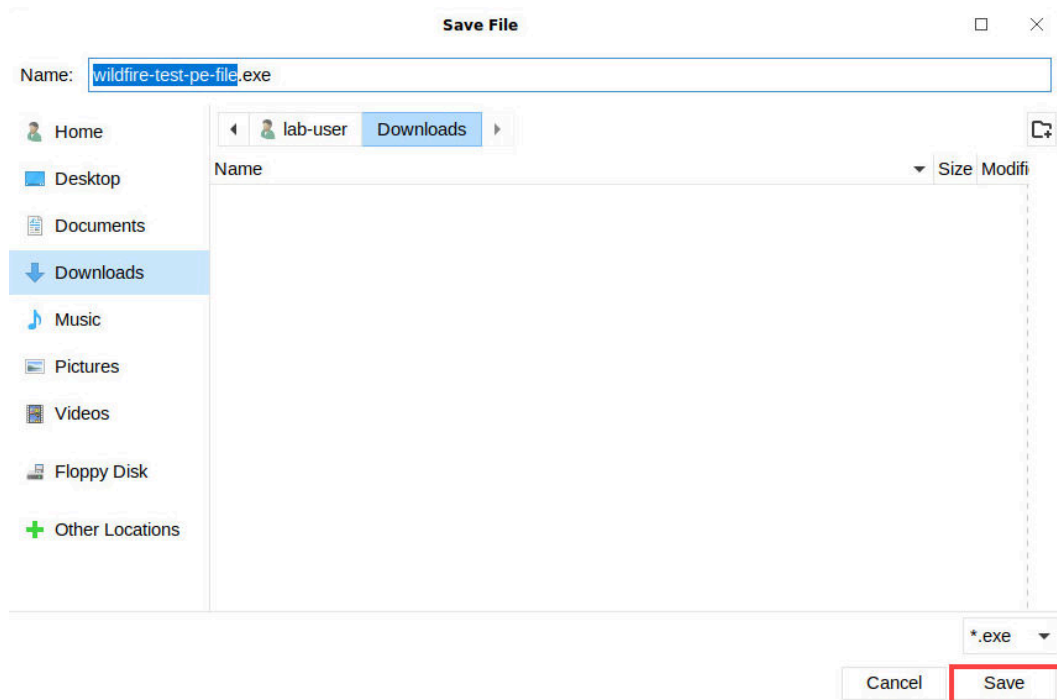 Save File
Name: wildfire-test-pe-file.exe
Home
Desktop
Documents
Downloads
Music
Pictures
Videos
Floppy Disk
Other Locations
lab-user Downloads
Name Size Modifi
*.exe
Cancel Save